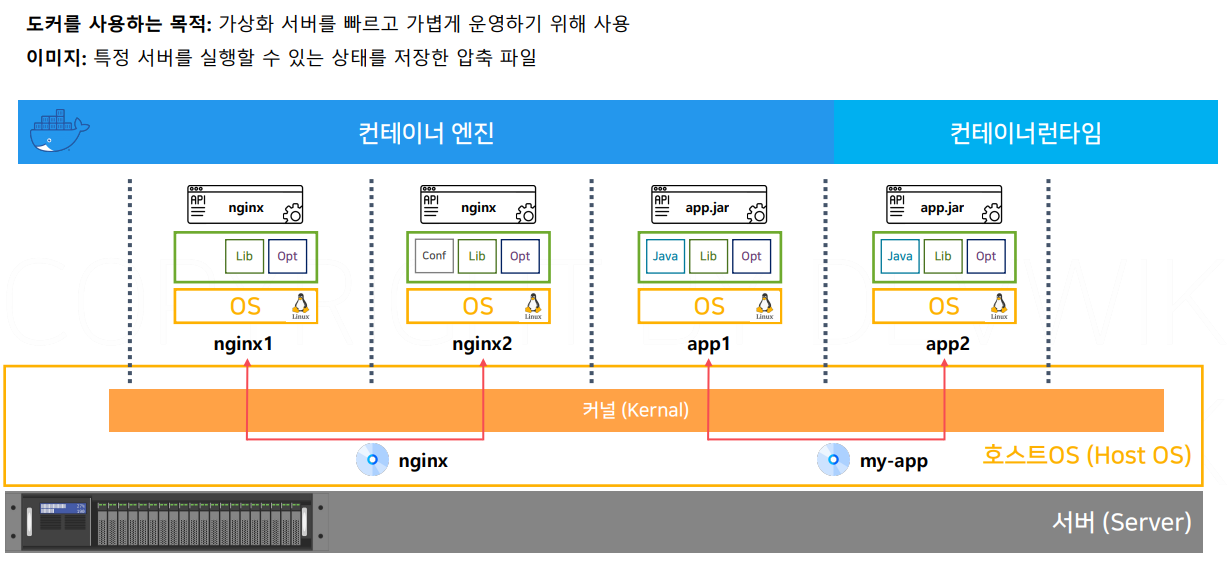 도커를 사용하는 목적: 가상화 서버를 빠르고 가볍게 운영하기 위해 사용
이미지: 특정 서버를 실행할 수 있는 상태를 저장한 압축 파일
컨테이너 엔진
컨테이너런타임
API
nginx
API
nginx
API
app.jar
API
app.jar
Lib
Opt
Conf
Lib
Opt
Java
Lib
Opt
Java
Lib
Opt
OS
Linux
OS
Linux
OS
Linux
OS
Linux
nginx1
nginx2
app1
app2
커널 (Kernal)
nginx
my-app
호스트OS (Host OS)
서버 (Server)